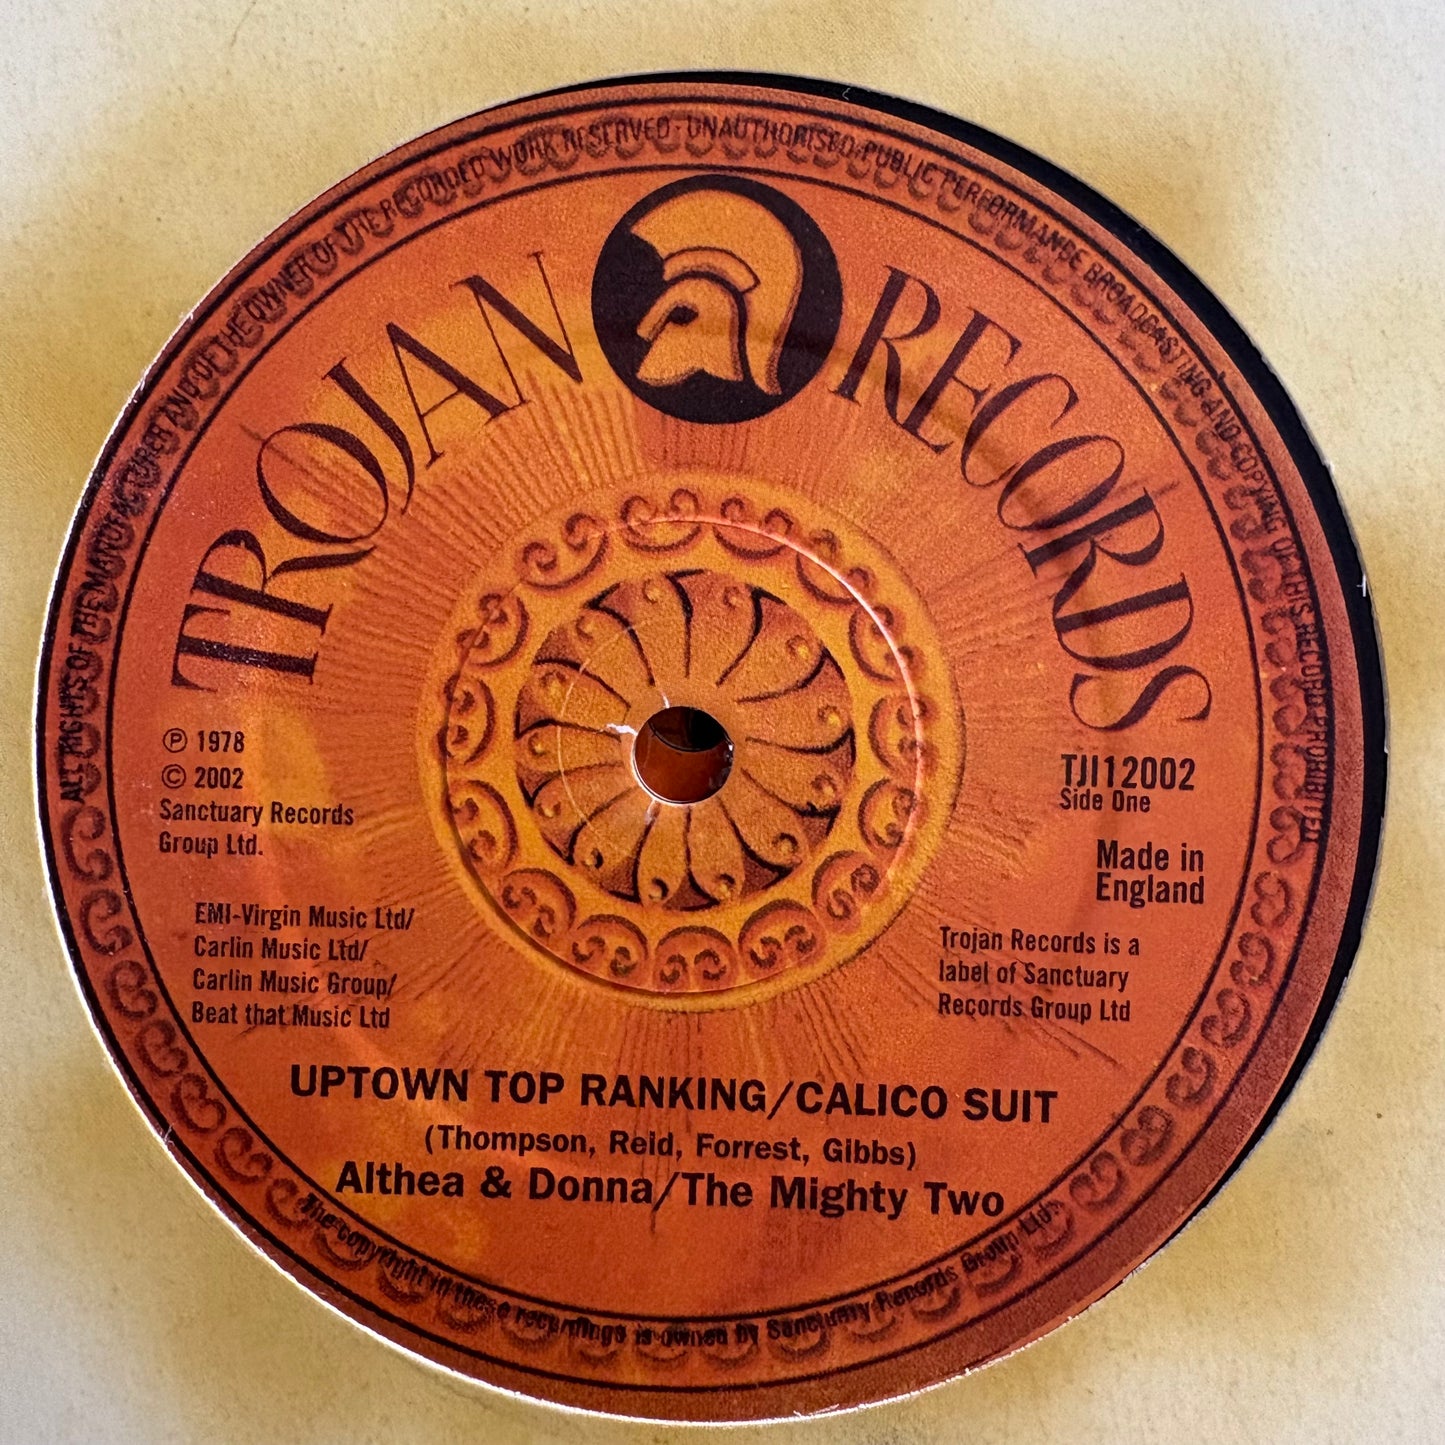 ALL RIGHTS OF THE MANUFACTURER AND OF THE OWNER OF THE RECORDED WORK RESERVED · UNAUTHORISED PUBLIC PERFORMANCE BROADCASTING AND COPYING OF THIS RECORD PROHIBITED
TROJAN RECORDS
℗ 1978
© 2002
Sanctuary Records
Group Ltd.
TJI12002
Side One
Made in
England
EMI-Virgin Music Ltd/
Carlin Music Ltd/
Carlin Music Group/
Beat that Music Ltd
Trojan Records is a
label of Sanctuary
Records Group Ltd
UPTOWN TOP RANKING/CALICO SUIT
(Thompson, Reid, Forrest, Gibbs)
Althea & Donna/The Mighty Two
The copyright in these recordings is owned by Sanctuary Records Group Ltd.